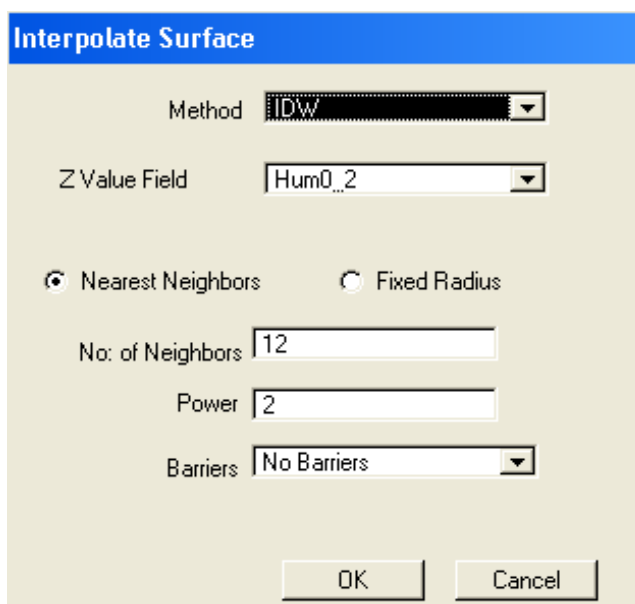 Interpolate Surface
Method IDW
Z Value Field Hum0_2
Nearest Neighbors Fixed Radius
No: of Neighbors 12
Power 2
Barriers No Barriers
OK Cancel